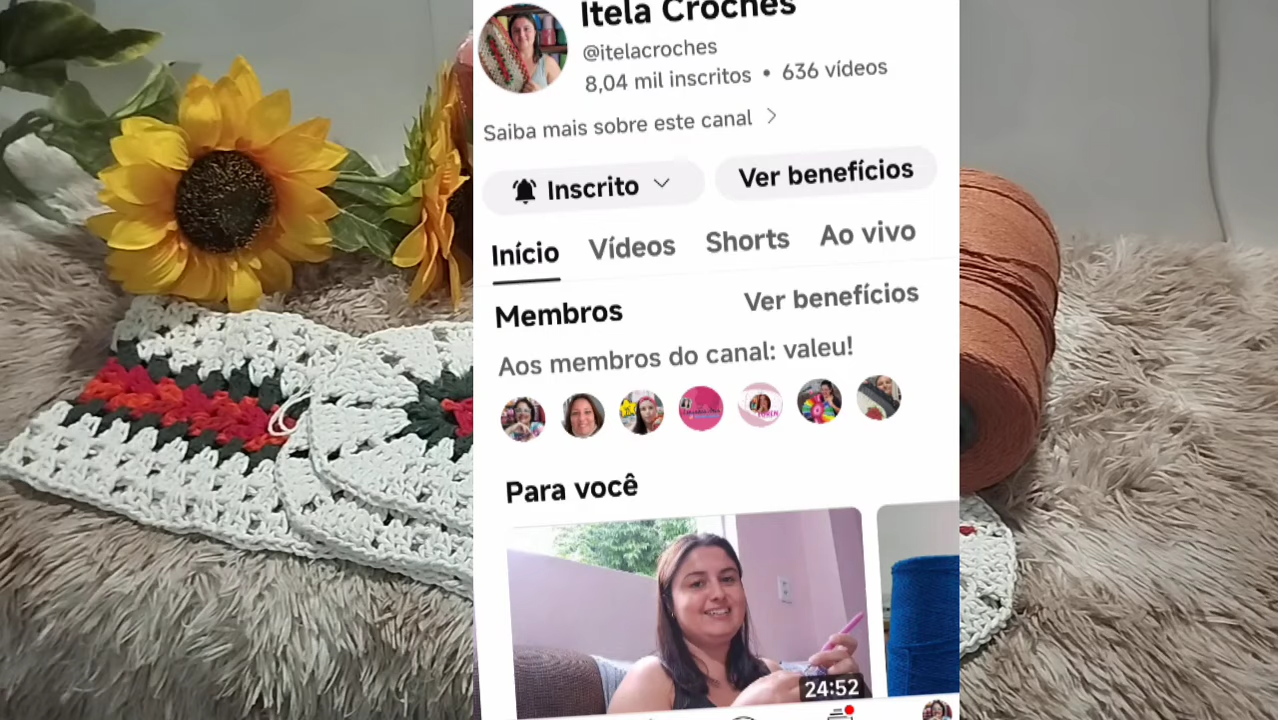 Itela Croches
@itelacroches
8,04 mil inscritos • 636 vídeos
Saiba mais sobre este canal
Inscrito
Ver benefícios
Início Vídeos Shorts Ao vivo
Membros Ver benefícios
Aos membros do canal: valeu!
Para você
24:52